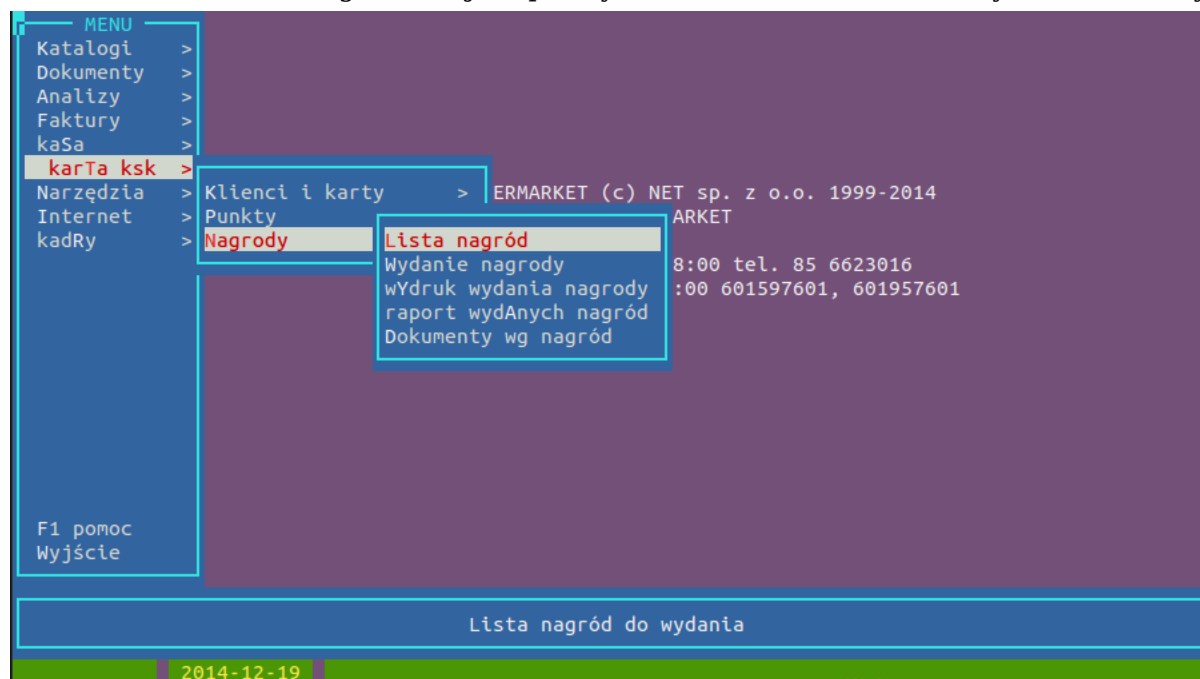 MENU
Katalogi >
Dokumenty >
Analizy >
Faktury >
kaSa >
karTa ksk >
Narzędzia >
Internet >
kadRy >
F1 pomoc
Wyjście
Klienci i karty >
Punkty
Nagrody
Lista nagród
Wydanie nagrody
wYdruk wydania nagrody
raport wydAnych nagród
Dokumenty wg nagród
ERMARKET (c) NET sp. z o.o. 1999-2014
ARKET
8:00 tel. 85 6623016
:00 601597601, 601957601
Lista nagród do wydania
2014-12-19